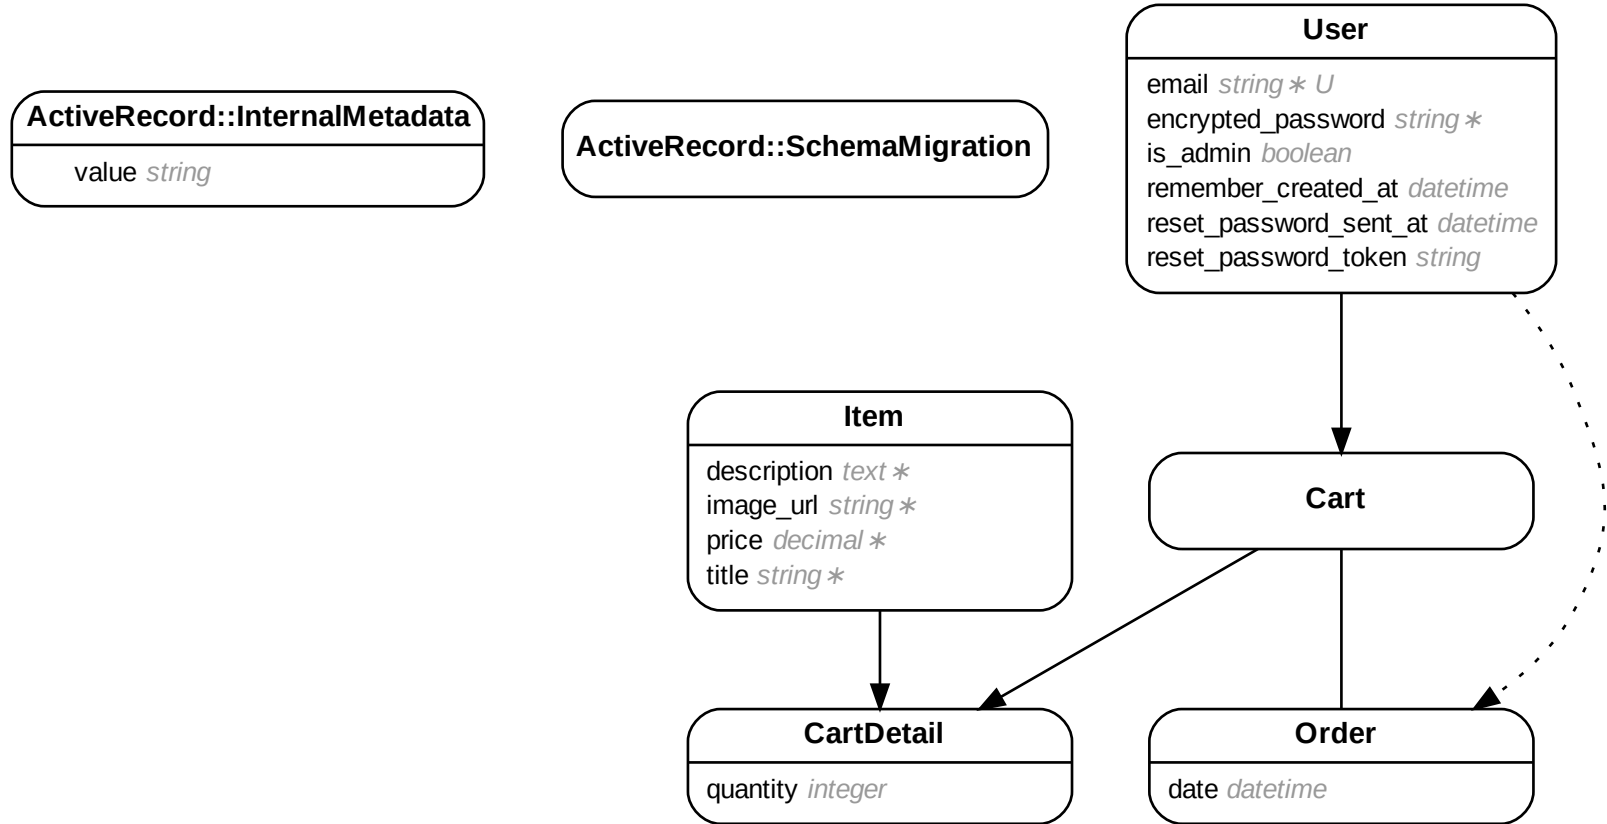 ActiveRecord::InternalMetadata
value string
ActiveRecord::SchemaMigration
User
email string ∗ U
encrypted_password string ∗
is_admin boolean
remember_created_at datetime
reset_password_sent_at datetime
reset_password_token string
Item
description text ∗
image_url string ∗
price decimal ∗
title string ∗
Cart
CartDetail
quantity integer
Order
date datetime